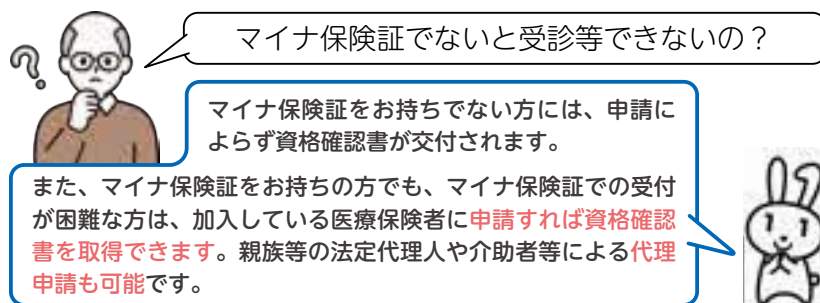 マイナ保険証でないと受診等できないの？
マイナ保険証をお持ちでない方には、申請に
よらず資格確認書が交付されます。
また、マイナ保険証をお持ちの方でも、マイナ保険証での受付
が困難な方は、加入している医療保険者に申請すれば資格確認
書を取得できます。親族等の法定代理人や介助者等による代理
申請も可能です。